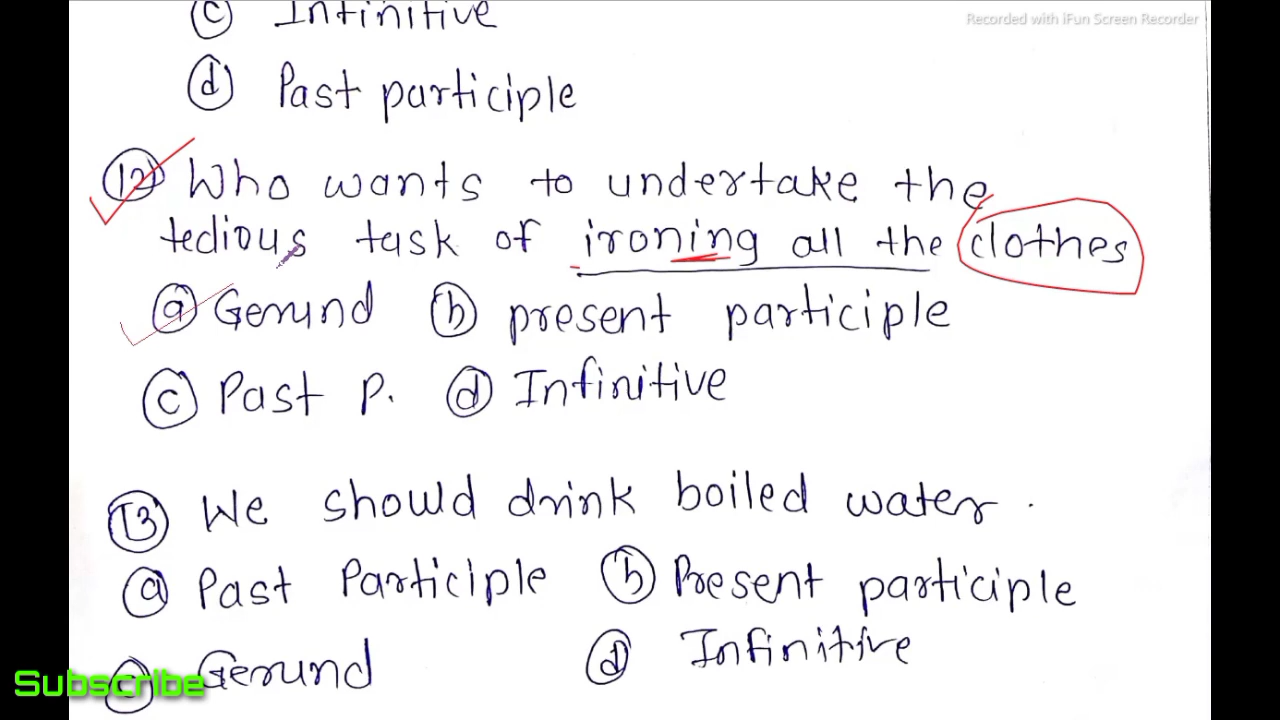 Recorded with iFun Screen Recorder
(c) Infinitive
(d) Past participle
(12) Who wants to undertake the
tedious task of ironing all the clothes
(a) Gerund (b) present participle
(c) Past P. (d) Infinitive
(13) We should drink boiled water.
(a) Past Participle (b) Present participle
(c) Gerund (d) Infinitive
Subscribe